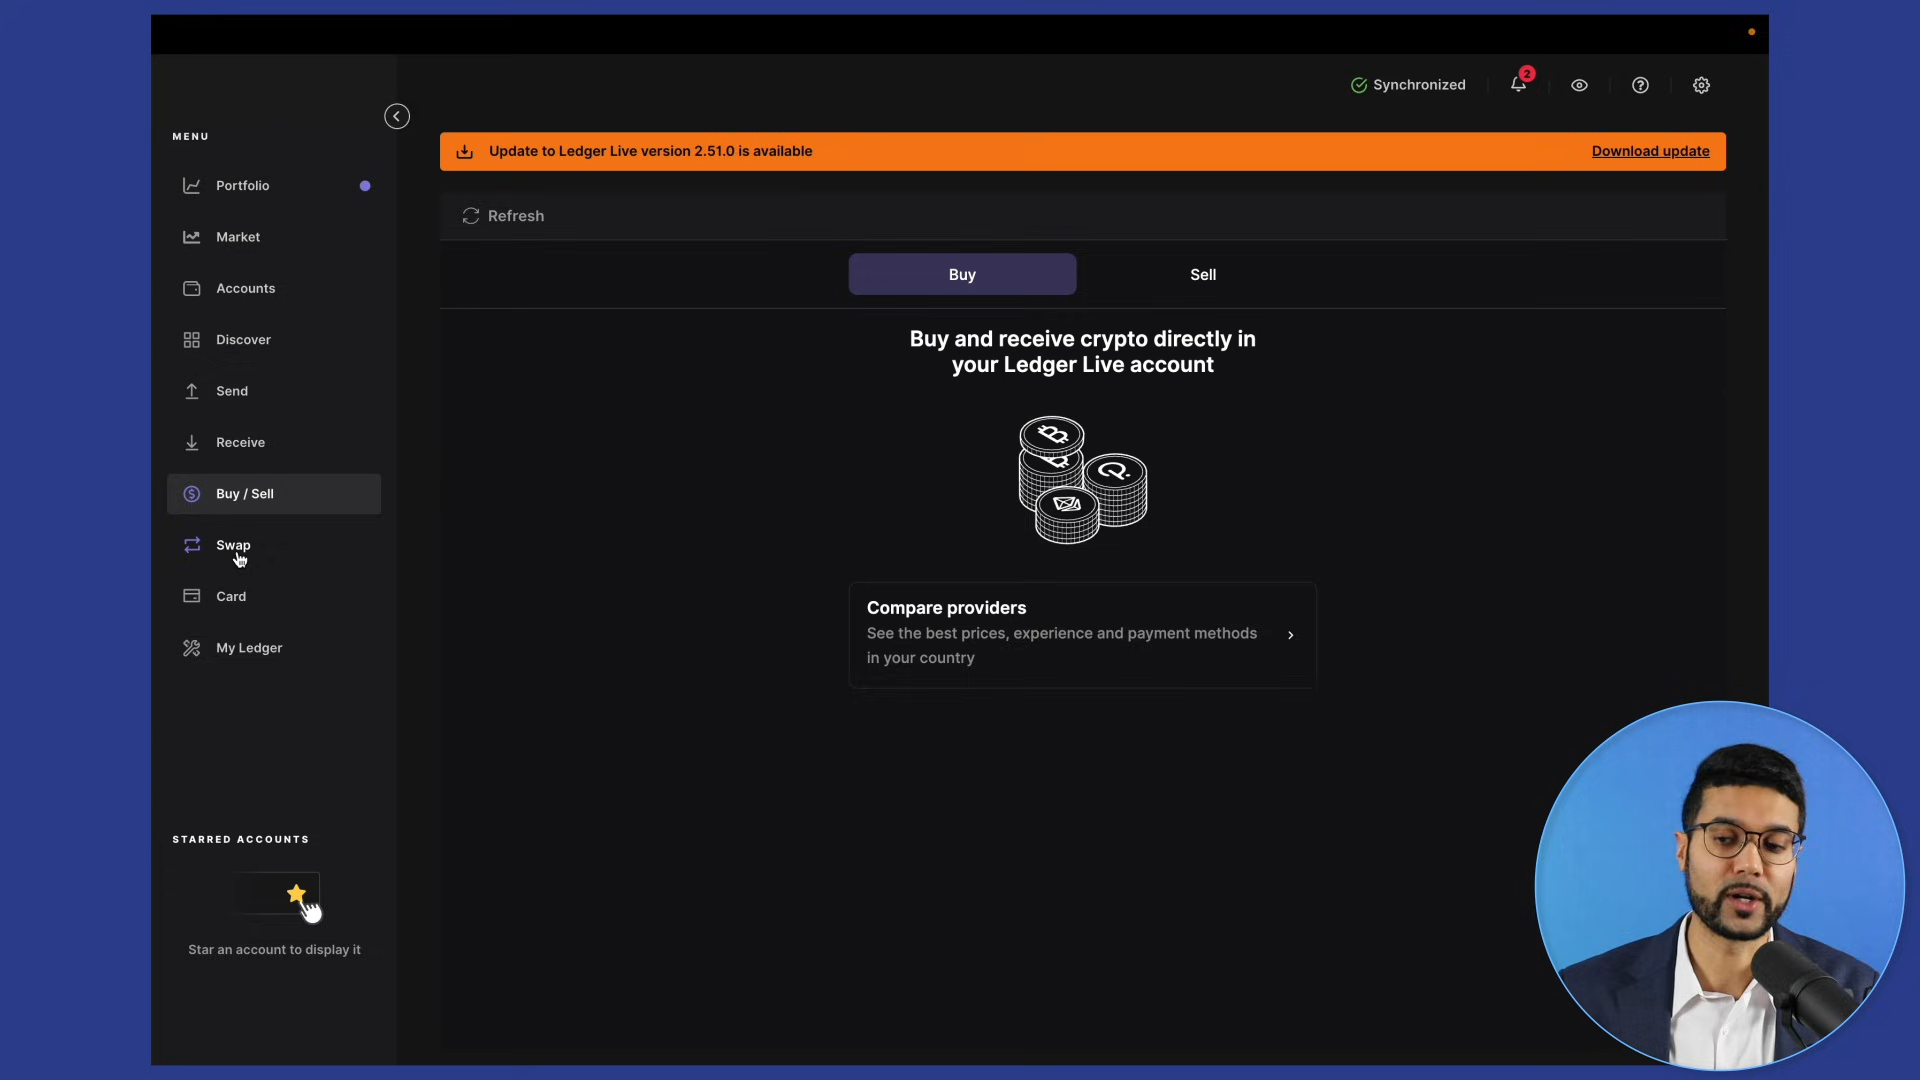 Synchronized
2
MENU
Update to Ledger Live version 2.51.0 is available
Download update
Portfolio
Market
Accounts
Discover
Send
Receive
Buy / Sell
Swap
Card
My Ledger
Refresh
Buy
Sell
Buy and receive crypto directly in
your Ledger Live account
Compare providers
See the best prices, experience and payment methods
in your country
STARRED ACCOUNTS
Star an account to display it